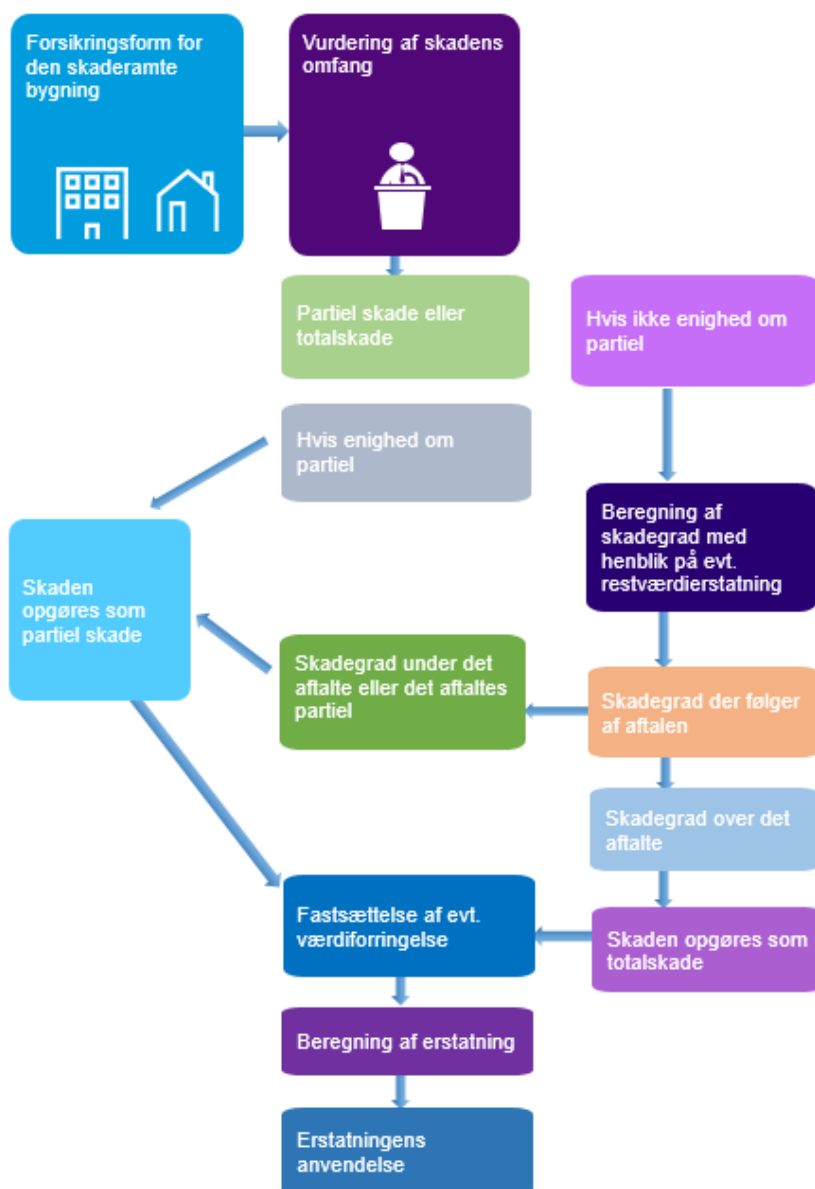 Forsikringsform for
den skaderamte
bygning
Vurdering af skadens
omfang
Partiel skade eller
totalskade
Hvis ikke enighed om
partiel
Hvis enighed om
partiel
Beregning af
skadegrad med
henblik på evt.
restværdierstatning
Skaden
opgøres som
partiel skade
Skadegrad under det
aftalte eller det aftaltes
partiel
Skadegrad der følger
af aftalen
Skadegrad over det
aftalte
Fastsættelse af evt.
værdiforringelse
Skaden opgøres som
totalskade
Beregning af erstatning
Erstatningens
anvendelse